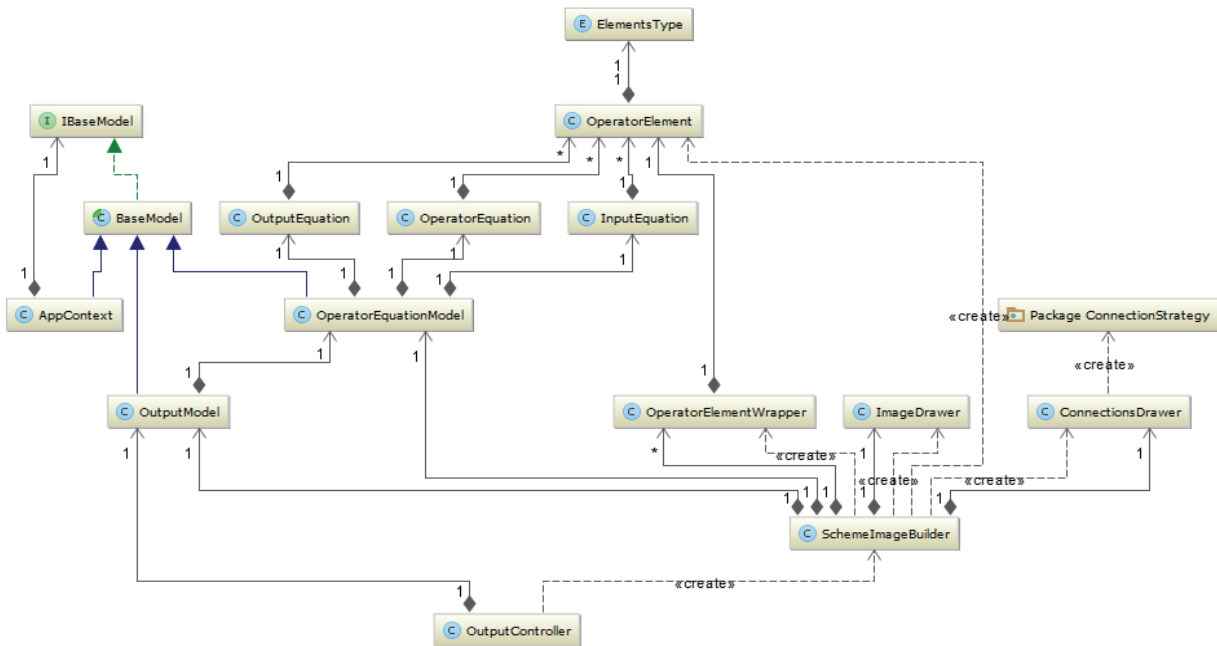 E ElementsType
1
1
I IBaseModel
C OperatorElement
1
*
*
*
1
1
1
1
C BaseModel
C OutputEquation
C OperatorEquation
C InputEquation
1
1
1
1
1
1
1
C AppContext
C OperatorEquationModel
«create»
Package ConnectionStrategy
1
1
«create»
1
1
C OutputModel
C OperatorElementWrapper
C ImageDrawer
C ConnectionsDrawer
1
1
*
«create»
1
«create»
«create»
1
1
1
1
1
1
C SchemeImageBuilder
«create»
1
C OutputController